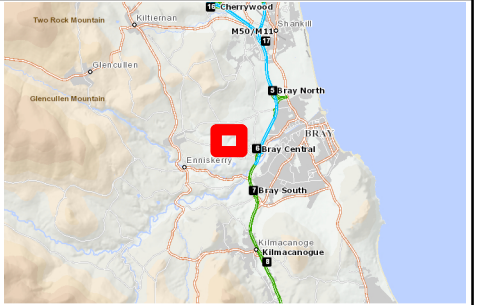 16 Cherrywood
Kiltiernan
Two Rock Mountain
Shankill
M50/M11
17
Glencullen
5 Bray North
Glencullen Mountain
BRAY
6 Bray Central
Enniskerry
7 Bray South
Kilmacanoge
Kilmacanogue
8